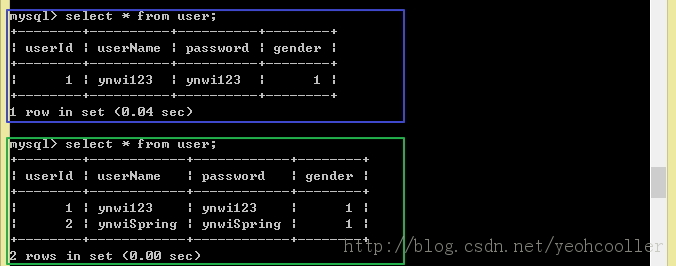 mysql> select * from user;
+--------+----------+----------+--------+
| userId | userName | password | gender |
+--------+----------+----------+--------+
|      1 | ynwi123  | ynwi123  |      1 |
+--------+----------+----------+--------+
1 row in set (0.04 sec)
mysql> select * from user;
+--------+------------+------------+--------+
| userId | userName   | password   | gender |
+--------+------------+------------+--------+
|      1 | ynwi123    | ynwi123    |      1 |
|      2 | ynwiSpring | ynwiSpring |      1 |
+--------+------------+------------+--------+
http://blog.csdn.net/yeohcooller
2 rows in set (0.00 sec)